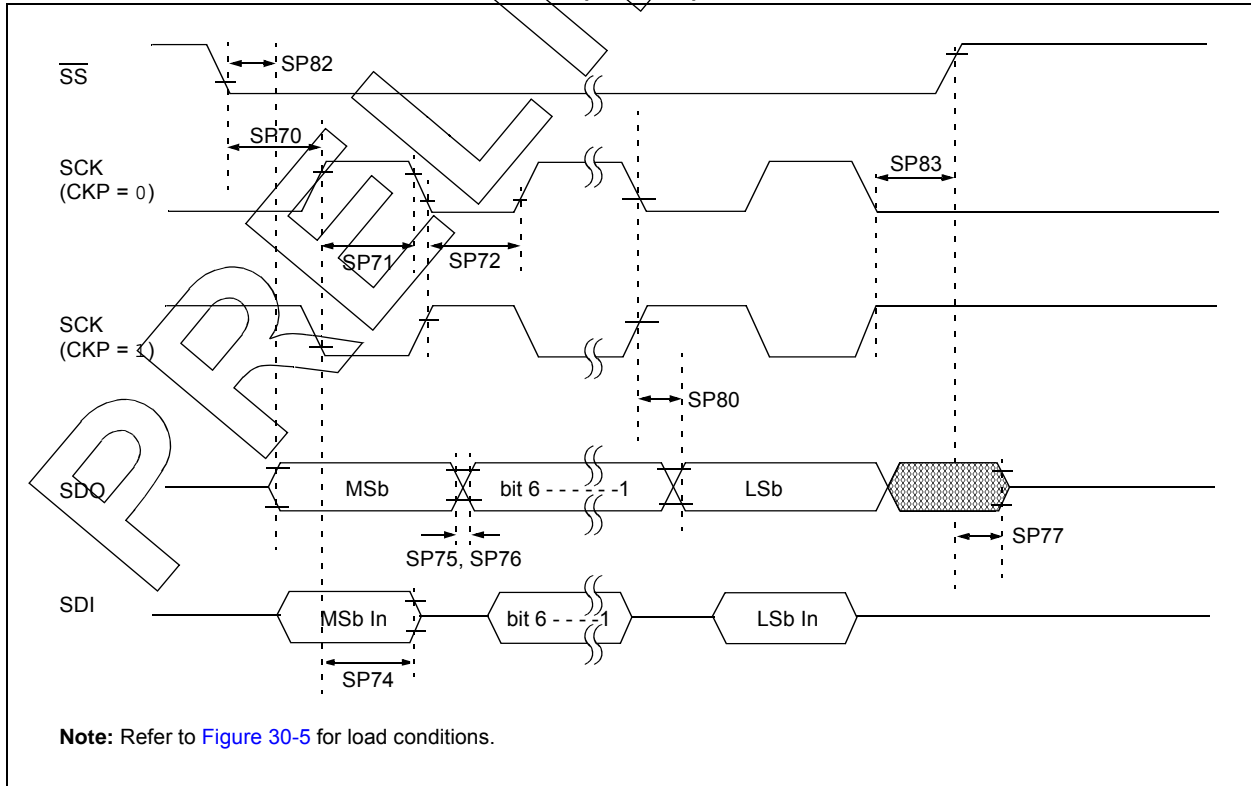 SS
SP82
SP70
SCK
(CKP = 0)
SP83
SP71
SP72
SCK
(CKP = 1)
SP80
SDO
MSb
bit 6 - - - - - -1
LSb
SP75, SP76
SP77
SDI
MSb In
bit 6 - - - -1
LSb In
SP74
Note: Refer to Figure 30-5 for load conditions.
PRELI